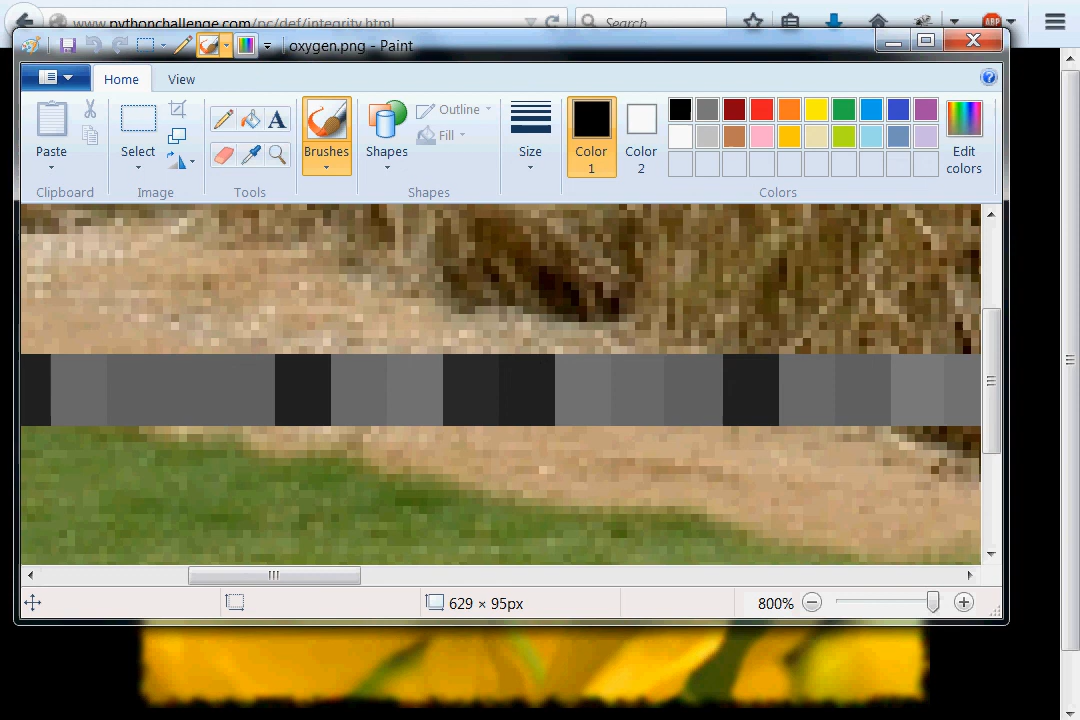 www.pythonchallenge.com/pc/def/integrity.html
Search
ABP
oxygen.png - Paint
Home
View
Paste
Select
Brushes
Shapes
Outline
Fill
Size
Color
1
Color
2
Edit
colors
Clipboard
Image
Tools
Shapes
Colors
629 × 95px
800%